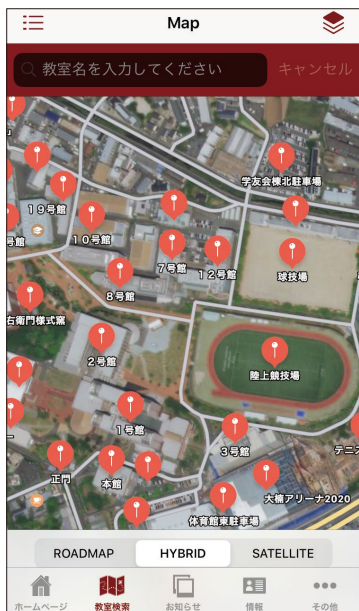 Map
教室名を入力してください
キャンセル
学友会棟北駐車場
19号館
10号館
号館
7号館
12号館
球技場
8号館
右衛門様式窯
2号館
陸上競技場
1号館
3号館
テニス
正門
本館
大楠アリーナ2020
体育館東駐車場
ROADMAP
HYBRID
SATELLITE
ホームページ
教室検索
お知らせ
情報
その他